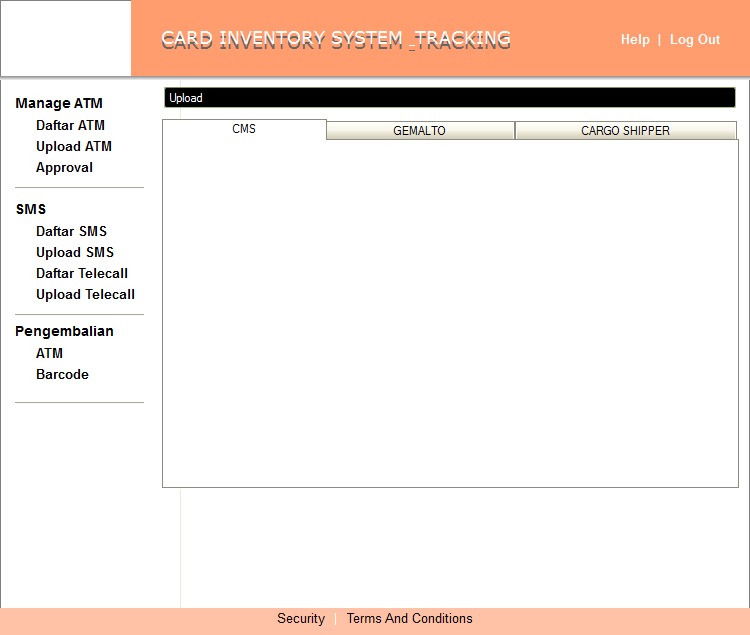 CARD INVENTORY SYSTEM _TRACKING
Help | Log Out
Manage ATM
Daftar ATM
Upload ATM
Approval
SMS
Daftar SMS
Upload SMS
Daftar Telecall
Upload Telecall
Pengembalian
ATM
Barcode
Upload
CMS GEMALTO CARGO SHIPPER
Security | Terms And Conditions